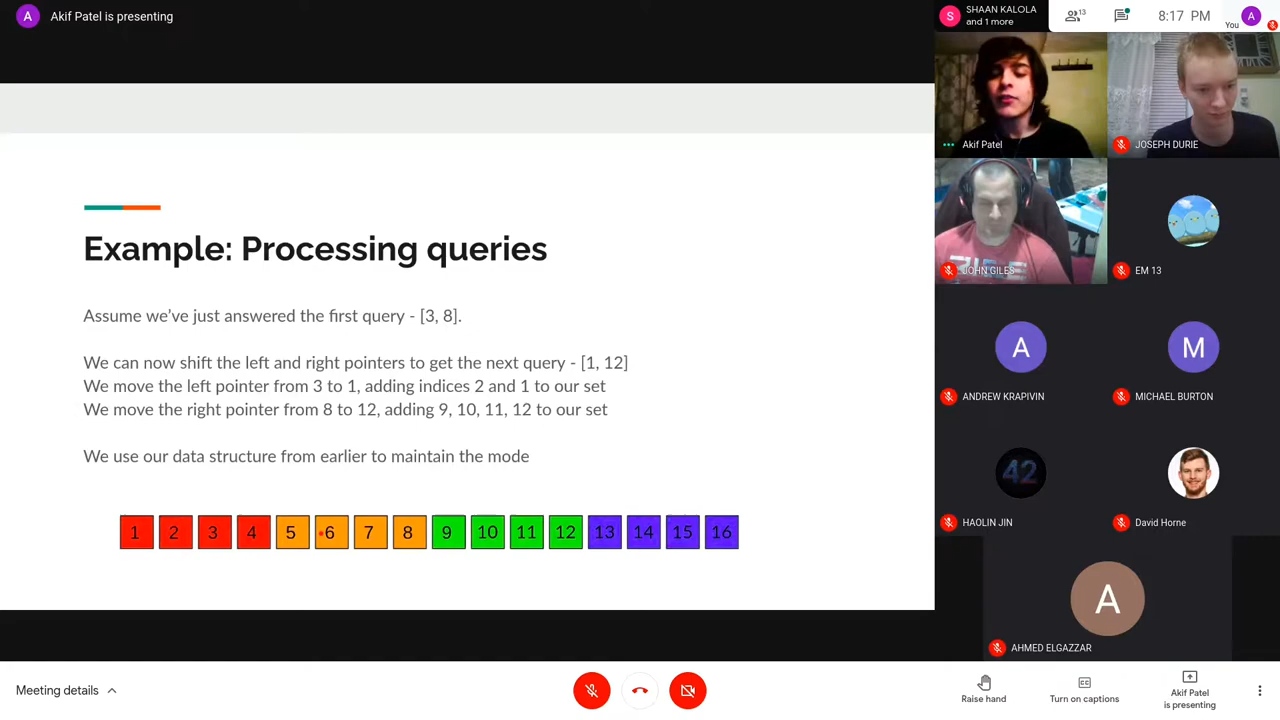 A
Akif Patel is presenting
S
SHAAN KALOLA
and 1 more
13
8:17 PM
You
A
Example: Processing queries
Assume we've just answered the first query - [3, 8].
We can now shift the left and right pointers to get the next query - [1, 12]
We move the left pointer from 3 to 1, adding indices 2 and 1 to our set
We move the right pointer from 8 to 12, adding 9, 10, 11, 12 to our set
We use our data structure from earlier to maintain the mode
1 2 3 4 5 6 7 8 9 10 11 12 13 14 15 16
Akif Patel
JOSEPH DURIE
JOHN GILES
EM 13
A
M
ANDREW KRAPIVIN
MICHAEL BURTON
42
HAOLIN JIN
David Horne
A
AHMED ELGAZZAR
Meeting details
Raise hand
CC
Turn on captions
Akif Patel
is presenting